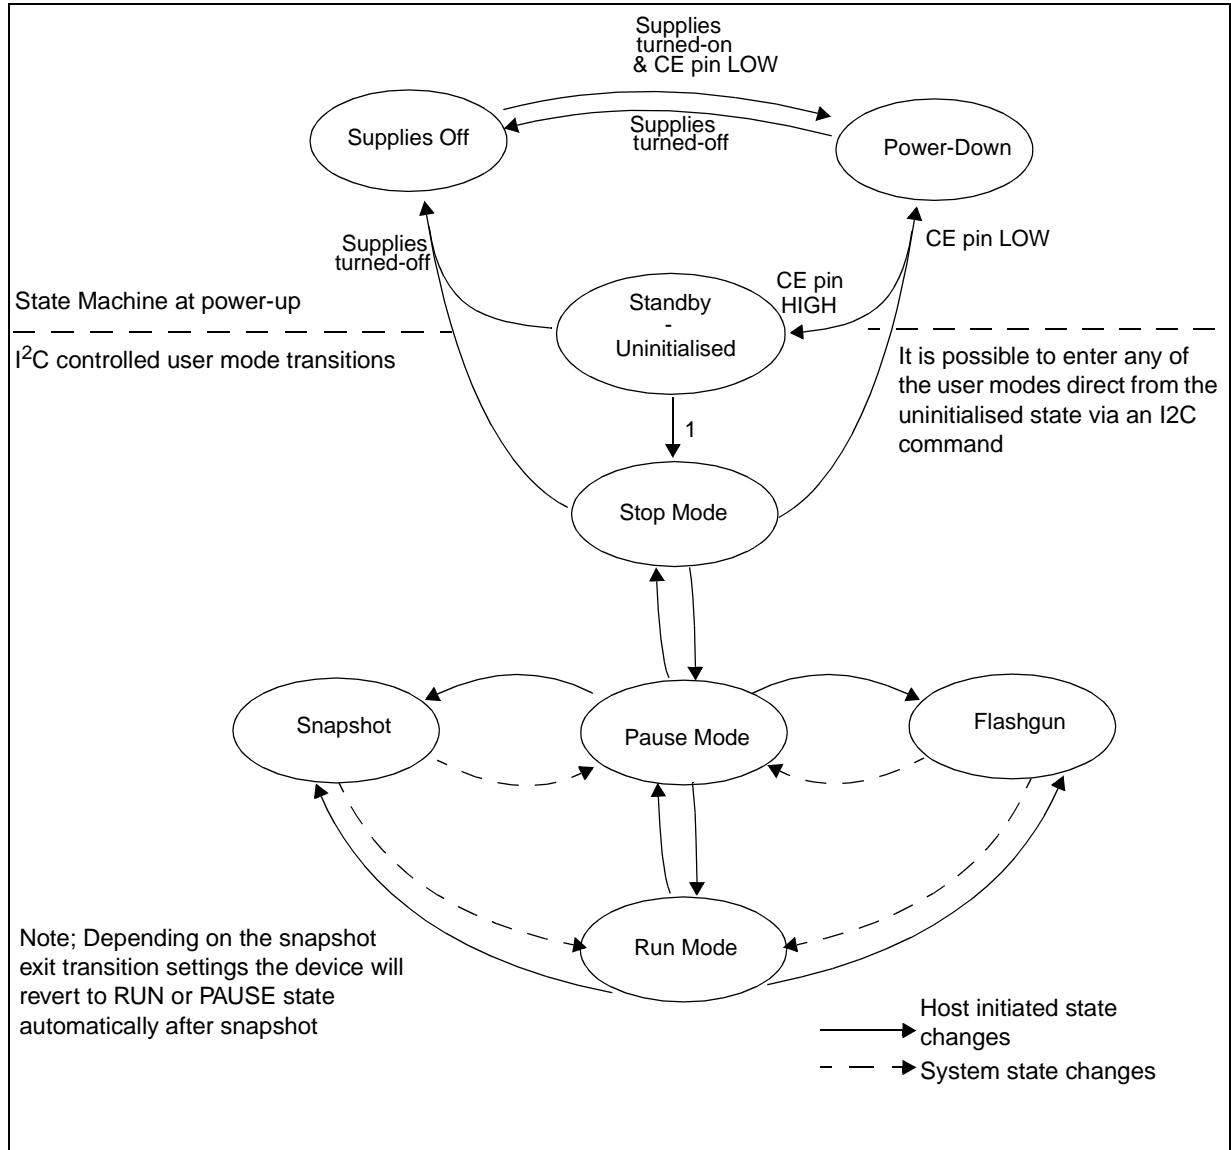 Supplies
turned-on
& CE pin LOW
Supplies Off
Supplies
turned-off
Power-Down
Supplies
turned-off
CE pin LOW
CE pin
HIGH
Standby
-
Uninitialised
State Machine at power-up
I2C controlled user mode transitions
It is possible to enter any of
the user modes direct from the
uninitialised state via an I2C
command
1
Stop Mode
Snapshot
Pause Mode
Flashgun
Run Mode
Note; Depending on the snapshot
exit transition settings the device will
revert to RUN or PAUSE state
automatically after snapshot
Host initiated state
changes
System state changes